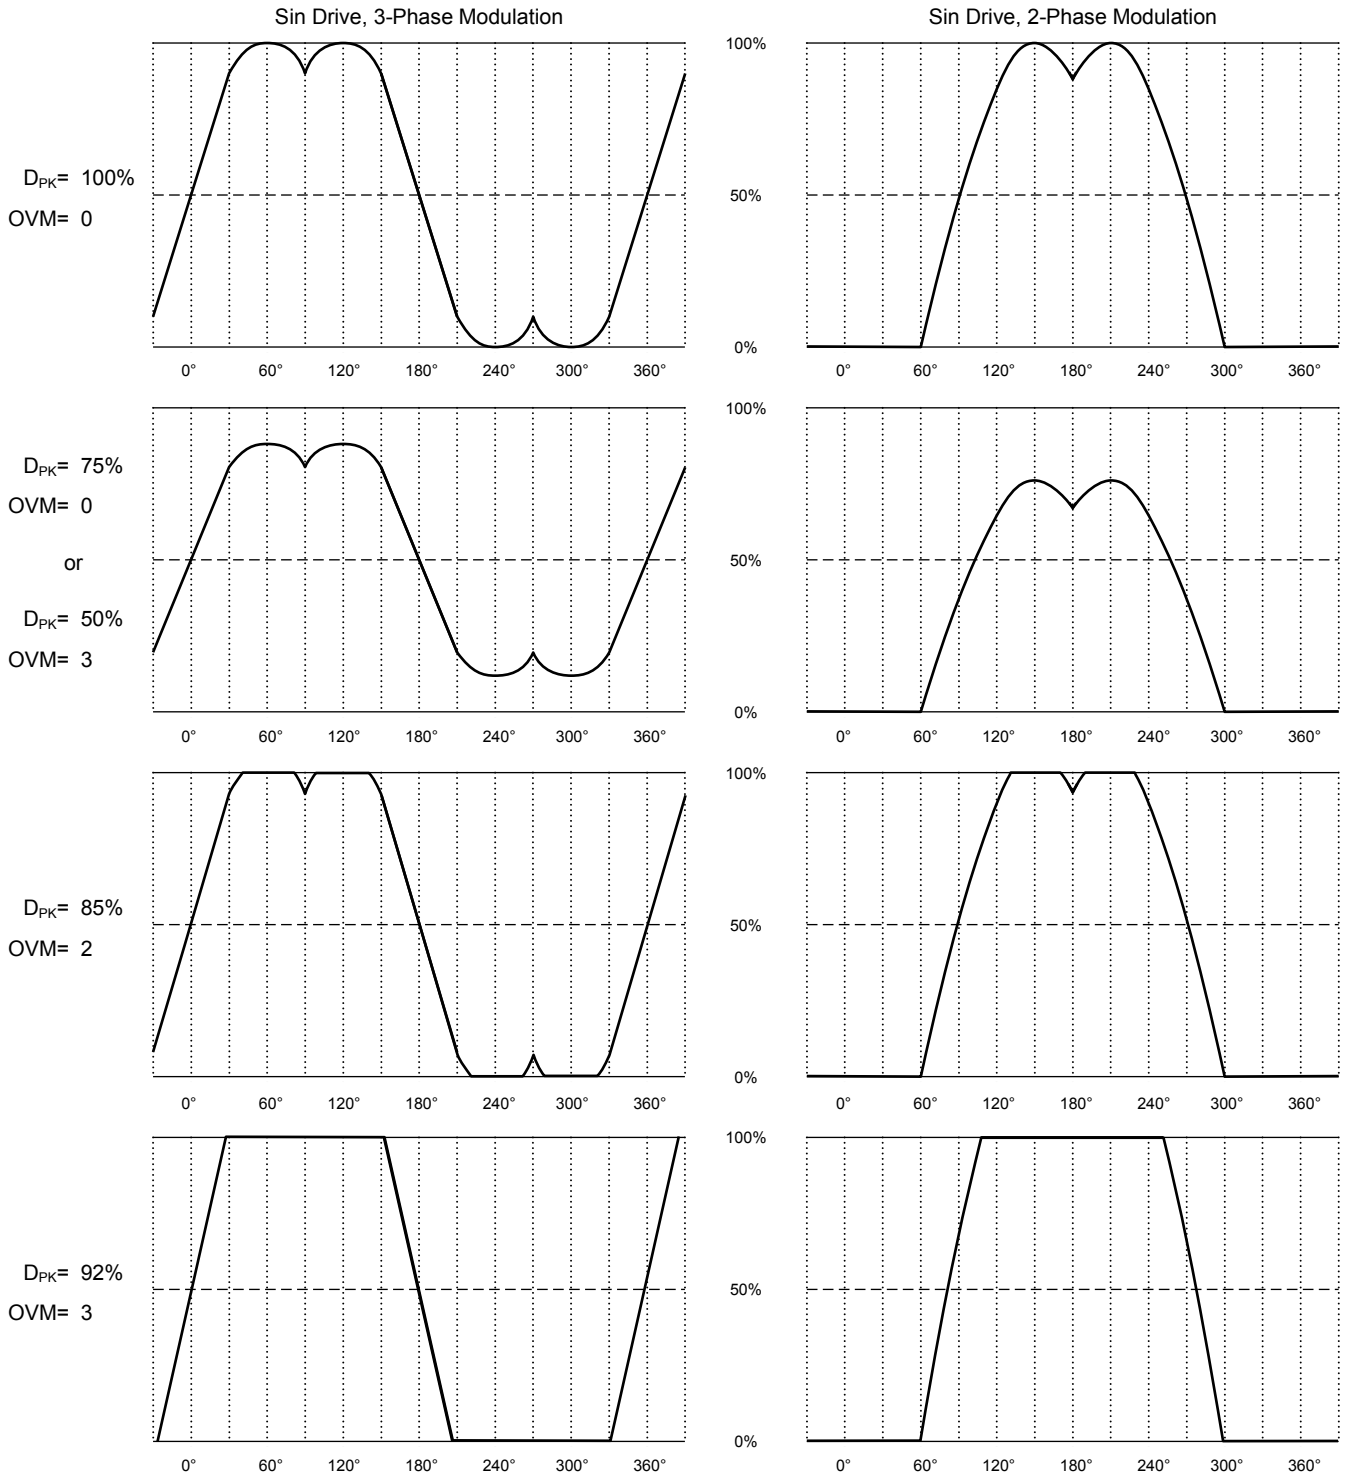 Sin Drive, 3-Phase Modulation
Sin Drive, 2-Phase Modulation
DPK= 100%
OVM= 0
100%
50%
0%
0° 60° 120° 180° 240° 300° 360°
0° 60° 120° 180° 240° 300° 360°
DPK= 75%
OVM= 0
or
DPK= 50%
OVM= 3
100%
50%
0%
0° 60° 120° 180° 240° 300° 360°
0° 60° 120° 180° 240° 300° 360°
DPK= 85%
OVM= 2
100%
50%
0%
0° 60° 120° 180° 240° 300° 360°
0° 60° 120° 180° 240° 300° 360°
DPK= 92%
OVM= 3
100%
50%
0%
0° 60° 120° 180° 240° 300° 360°
0° 60° 120° 180° 240° 300° 360°